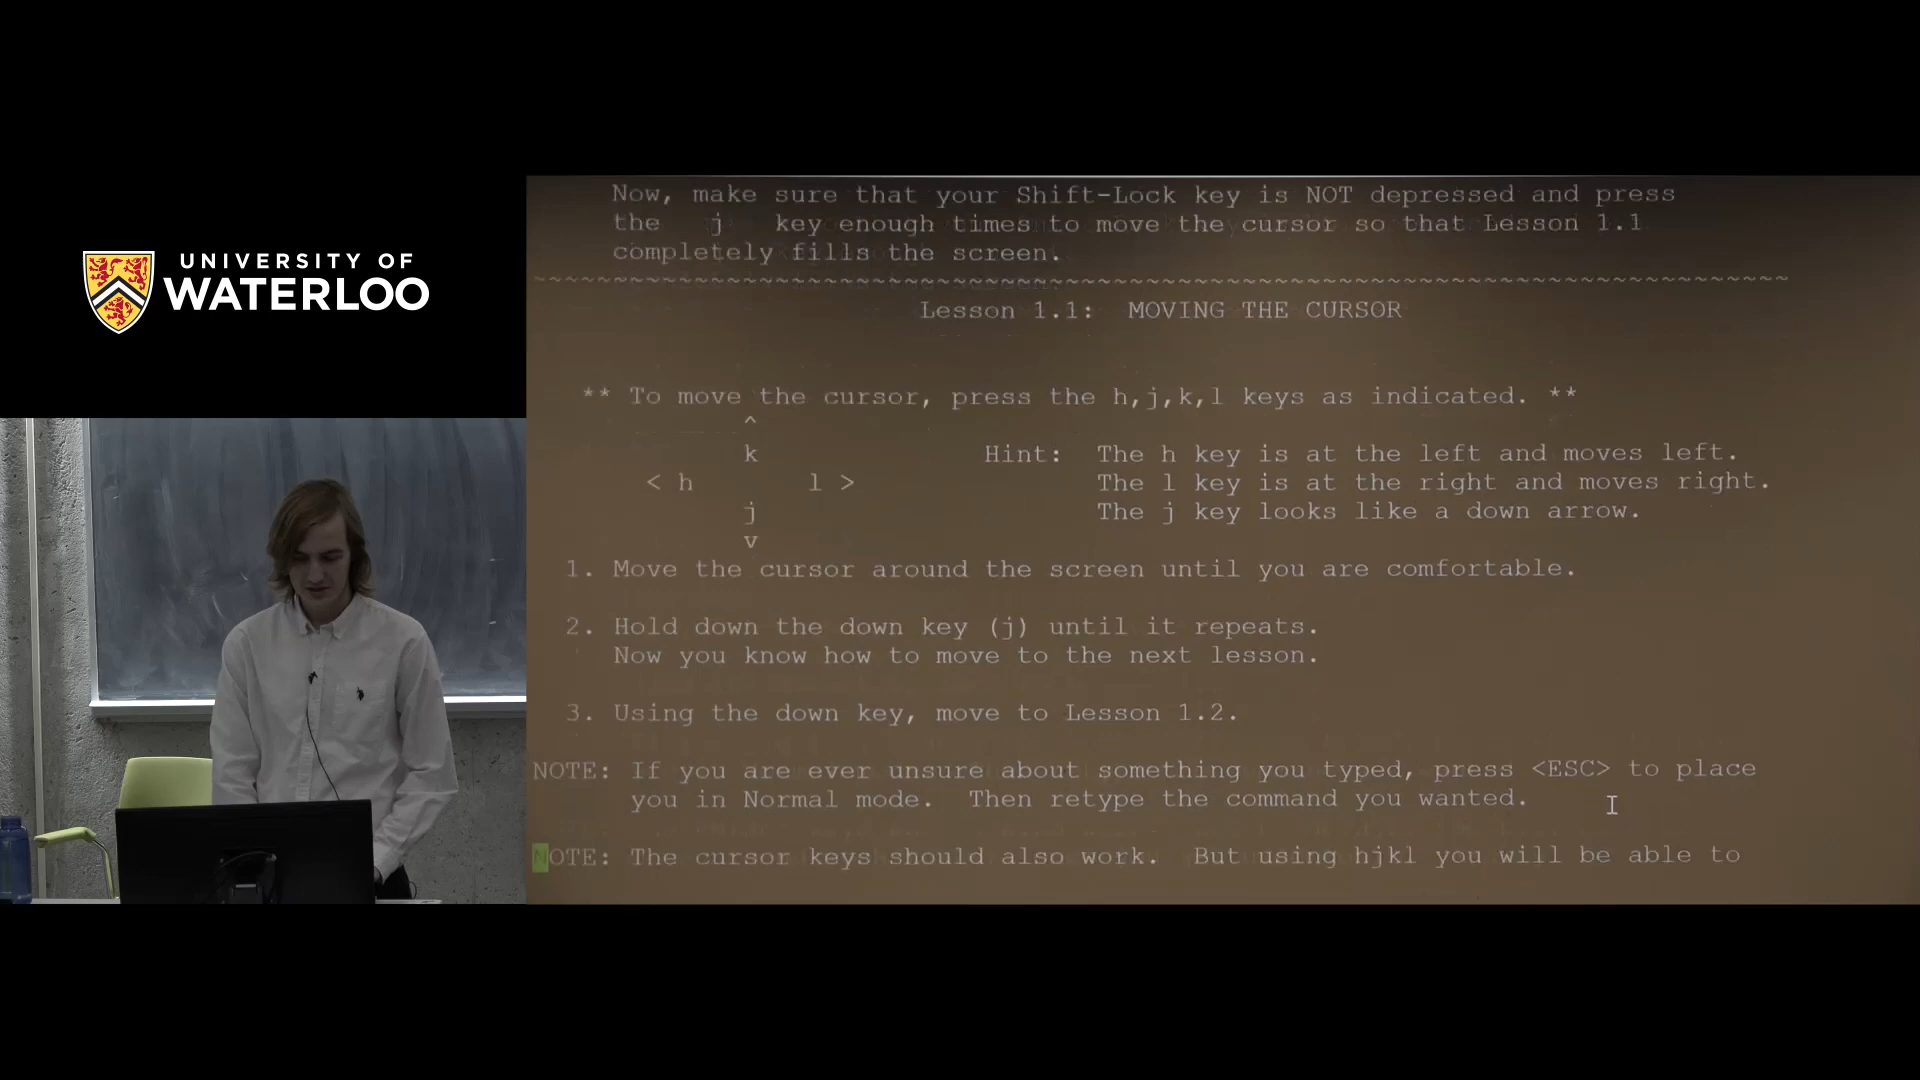 UNIVERSITY OF
WATERLOO
Now, make sure that your Shift-Lock key is NOT depressed and press
the   j   key enough times to move the cursor so that Lesson 1.1
completely fills the screen.
~~~~~~~~~~~~~~~~~~~~~~~~~~~~~~~~~~~~~~~~~~~~~~~~~~~~~~~~~~~~~~~~~~~~~~~~~~~~~~
Lesson 1.1:  MOVING THE CURSOR
** To move the cursor, press the h,j,k,l keys as indicated. **
^
k              Hint:  The h key is at the left and moves left.
< h       l >               The l key is at the right and moves right.
j                     The j key looks like a down arrow.
v
1. Move the cursor around the screen until you are comfortable.
2. Hold down the down key (j) until it repeats.
Now you know how to move to the next lesson.
3. Using the down key, move to Lesson 1.2.
NOTE: If you are ever unsure about something you typed, press <ESC> to place
you in Normal mode.  Then retype the command you wanted.
NOTE: The cursor keys should also work.  But using hjkl you will be able to